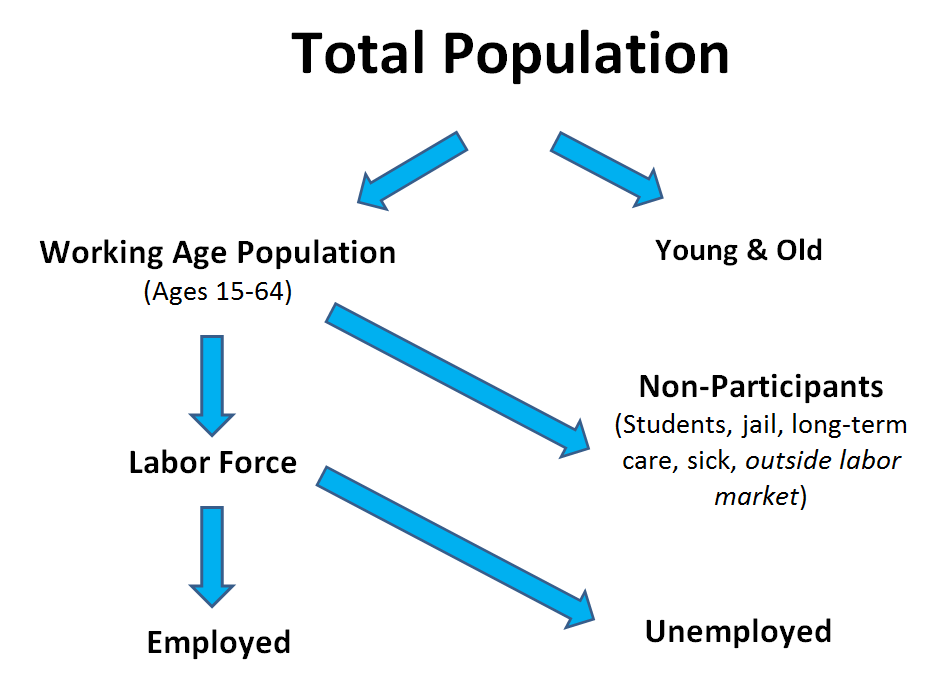 Total Population
Working Age Population
(Ages 15-64)
Young & Old
Non-Participants
(Students, jail, long-term
care, sick, outside labor
market)
Labor Force
Employed
Unemployed